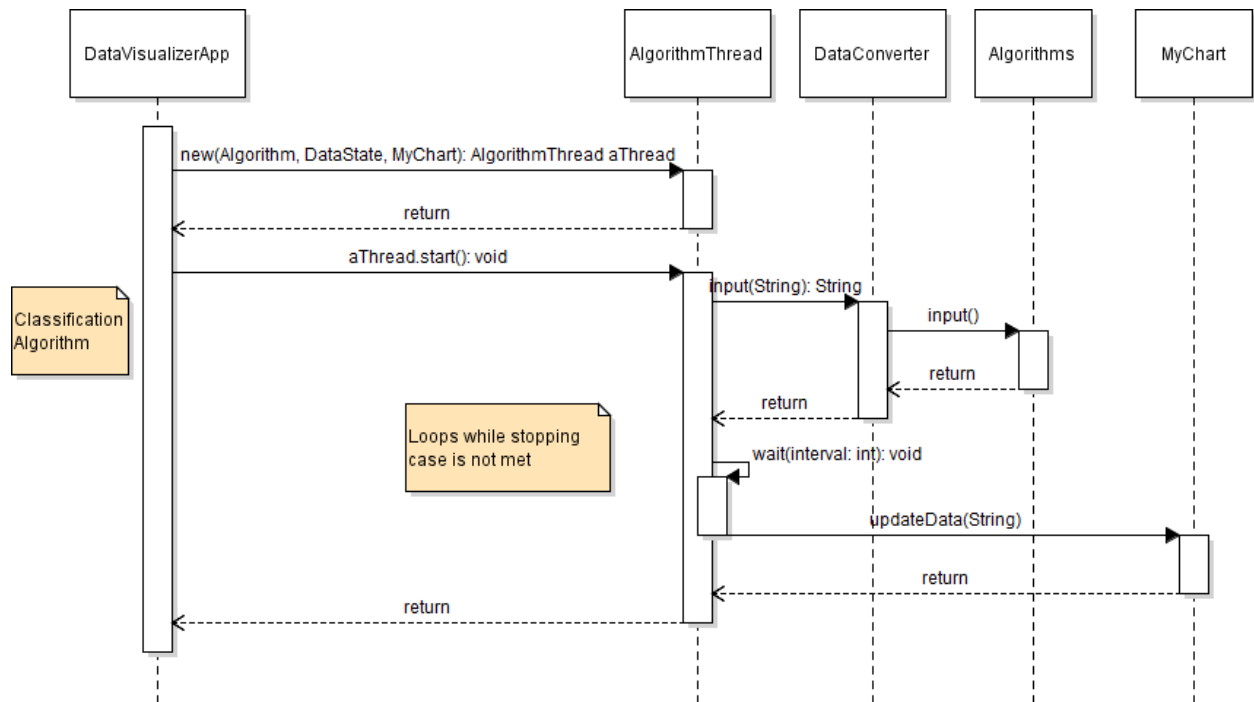 DataVisualizerApp
AlgorithmThread
DataConverter
Algorithms
MyChart
new(Algorithm, DataState, MyChart): AlgorithmThread aThread
return
aThread.start(): void
input(String): String
Classification
Algorithm
input()
return
return
Loops while stopping
case is not met
wait(interval: int): void
updateData(String)
return
return